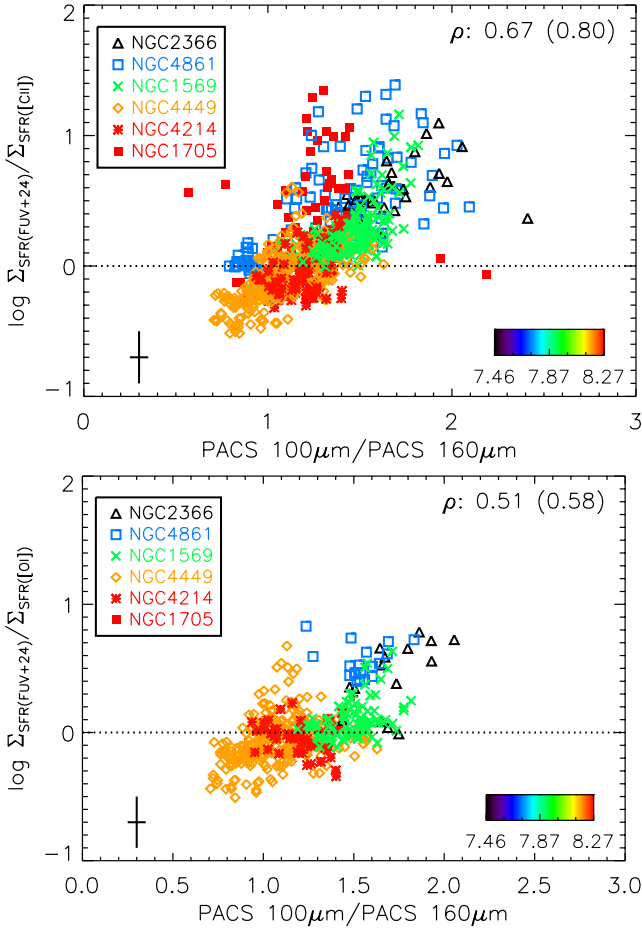 2
1
0
−1
log Σ_SFR(FUV+24)/Σ_SFR([CII])
NGC2366
NGC4861
NGC1569
NGC4449
NGC4214
NGC1705
ρ: 0.67 (0.80)
7.46 7.87 8.27
0 1 2 3
PACS 100μm/PACS 160μm
2
1
0
−1
log Σ_SFR(FUV+24)/Σ_SFR([OI])
NGC2366
NGC4861
NGC1569
NGC4449
NGC4214
NGC1705
ρ: 0.51 (0.58)
7.46 7.87 8.27
0.0 0.5 1.0 1.5 2.0 2.5 3.0
PACS 100μm/PACS 160μm